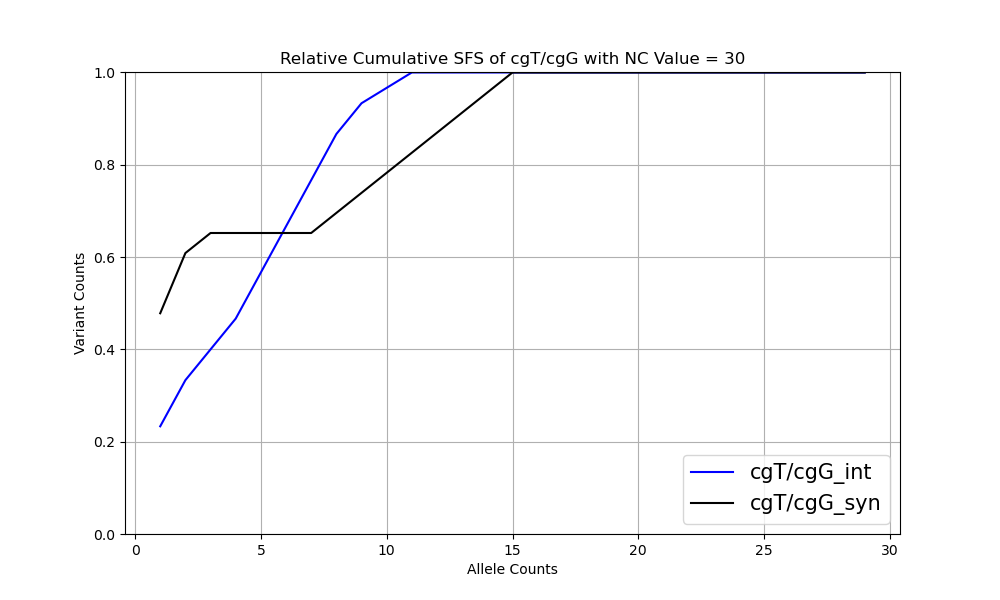 Relative Cumulative SFS of cgT/cgG with NC Value = 30
1.0
0.8
0.6
0.4
0.2
0.0
Variant Counts
0 5 10 15 20 25 30
Allele Counts
cgT/cgG_int
cgT/cgG_syn